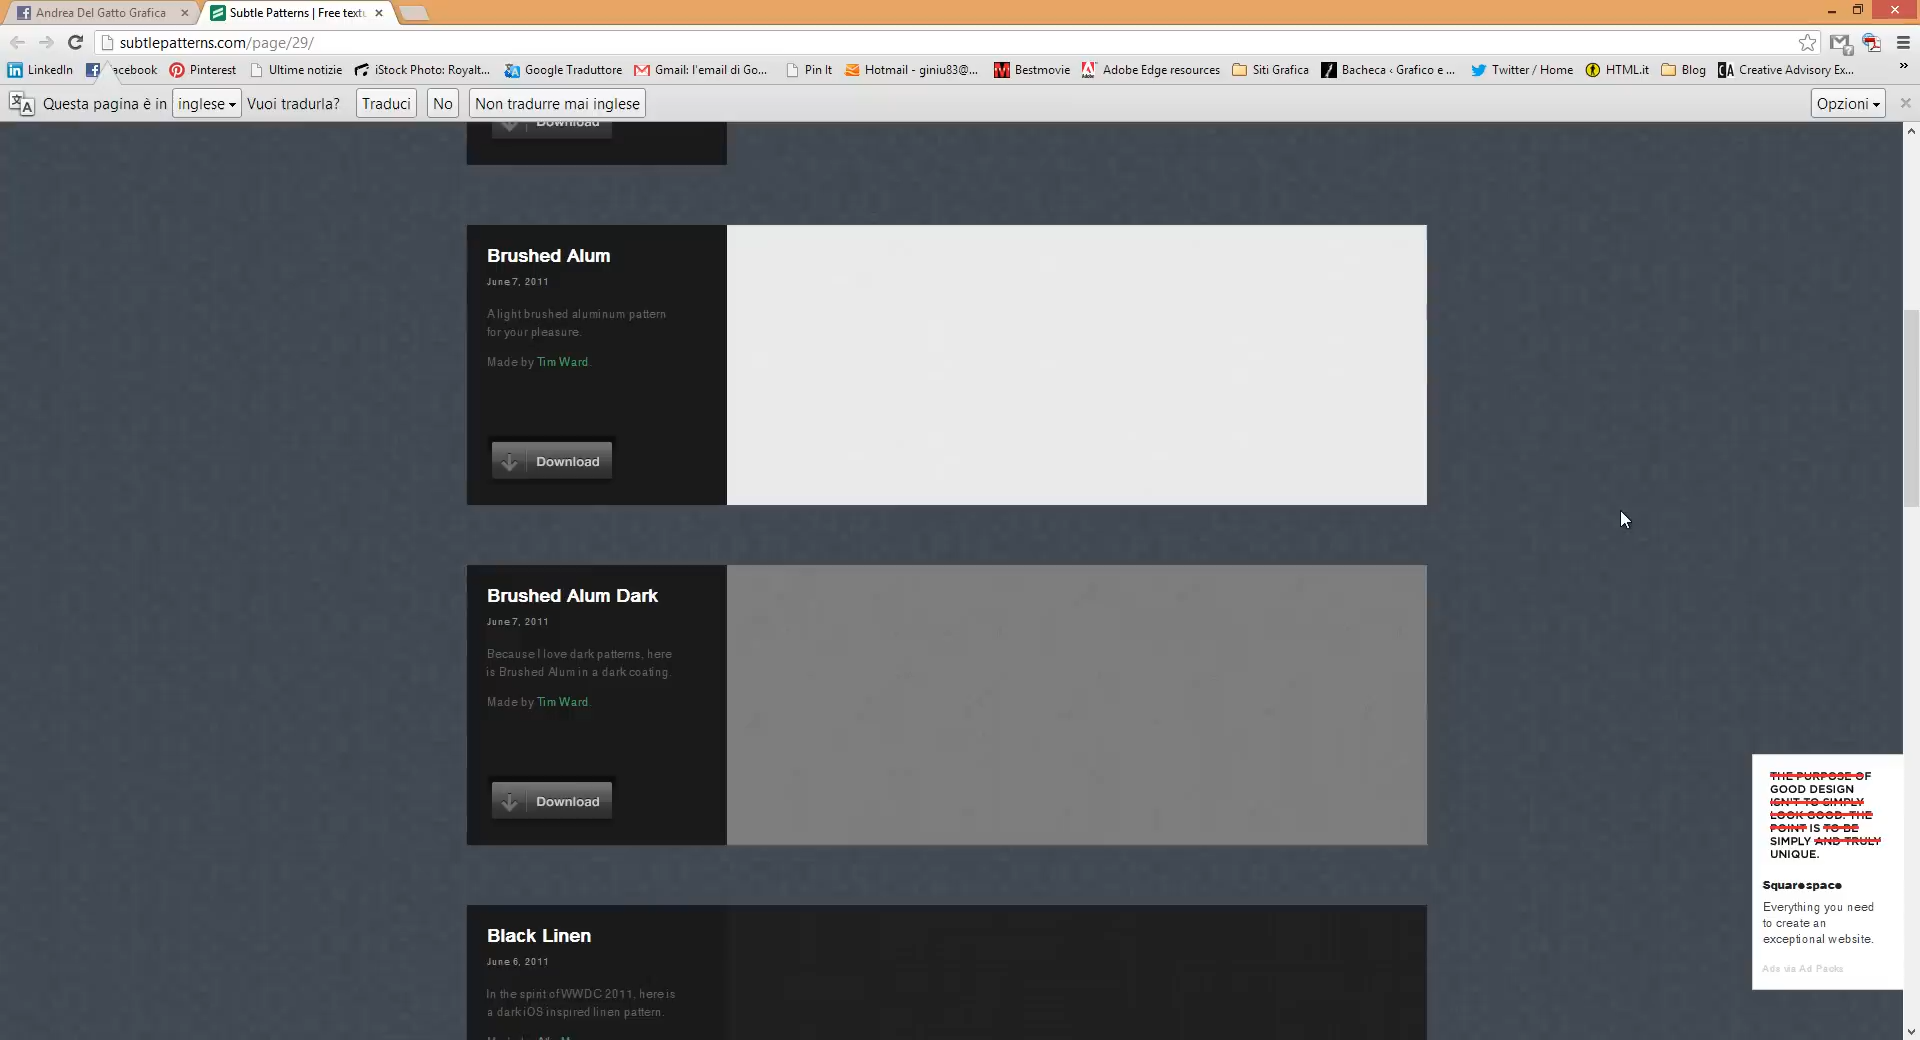 Andrea Del Gatto Grafica
Subtle Patterns | Free textu
subtlepatterns.com/page/29/
LinkedIn
acebook
Pinterest
Ultime notizie
iStock Photo: Royalt...
Google Traduttore
Gmail: l'email di Go...
Pin It
Hotmail - giniu83@...
Bestmovie
Adobe Edge resources
Siti Grafica
Bacheca ‹ Grafico e ...
Twitter / Home
HTML.it
Blog
Creative Advisory Ex...
»
Questa pagina è in inglese Vuoi tradurla? Traduci No Non tradurre mai inglese Opzioni
Download
Brushed Alum
June 7, 2011
A light brushed aluminum pattern
for your pleasure.
Made by Tim Ward.
Download
Brushed Alum Dark
June 7, 2011
Because I love dark patterns, here
is Brushed Alum in a dark coating.
Made by Tim Ward.
Download
Black Linen
June 6, 2011
In the spirit of WWDC 2011, here is
a dark iOS inspired linen pattern.
THE PURPOSE OF
GOOD DESIGN
ISN'T TO SIMPLY
LOOK GOOD. THE
POINT IS TO BE
SIMPLY AND TRULY
UNIQUE.
Squarespace
Everything you need
to create an
exceptional website.
Ads via Ad Packs